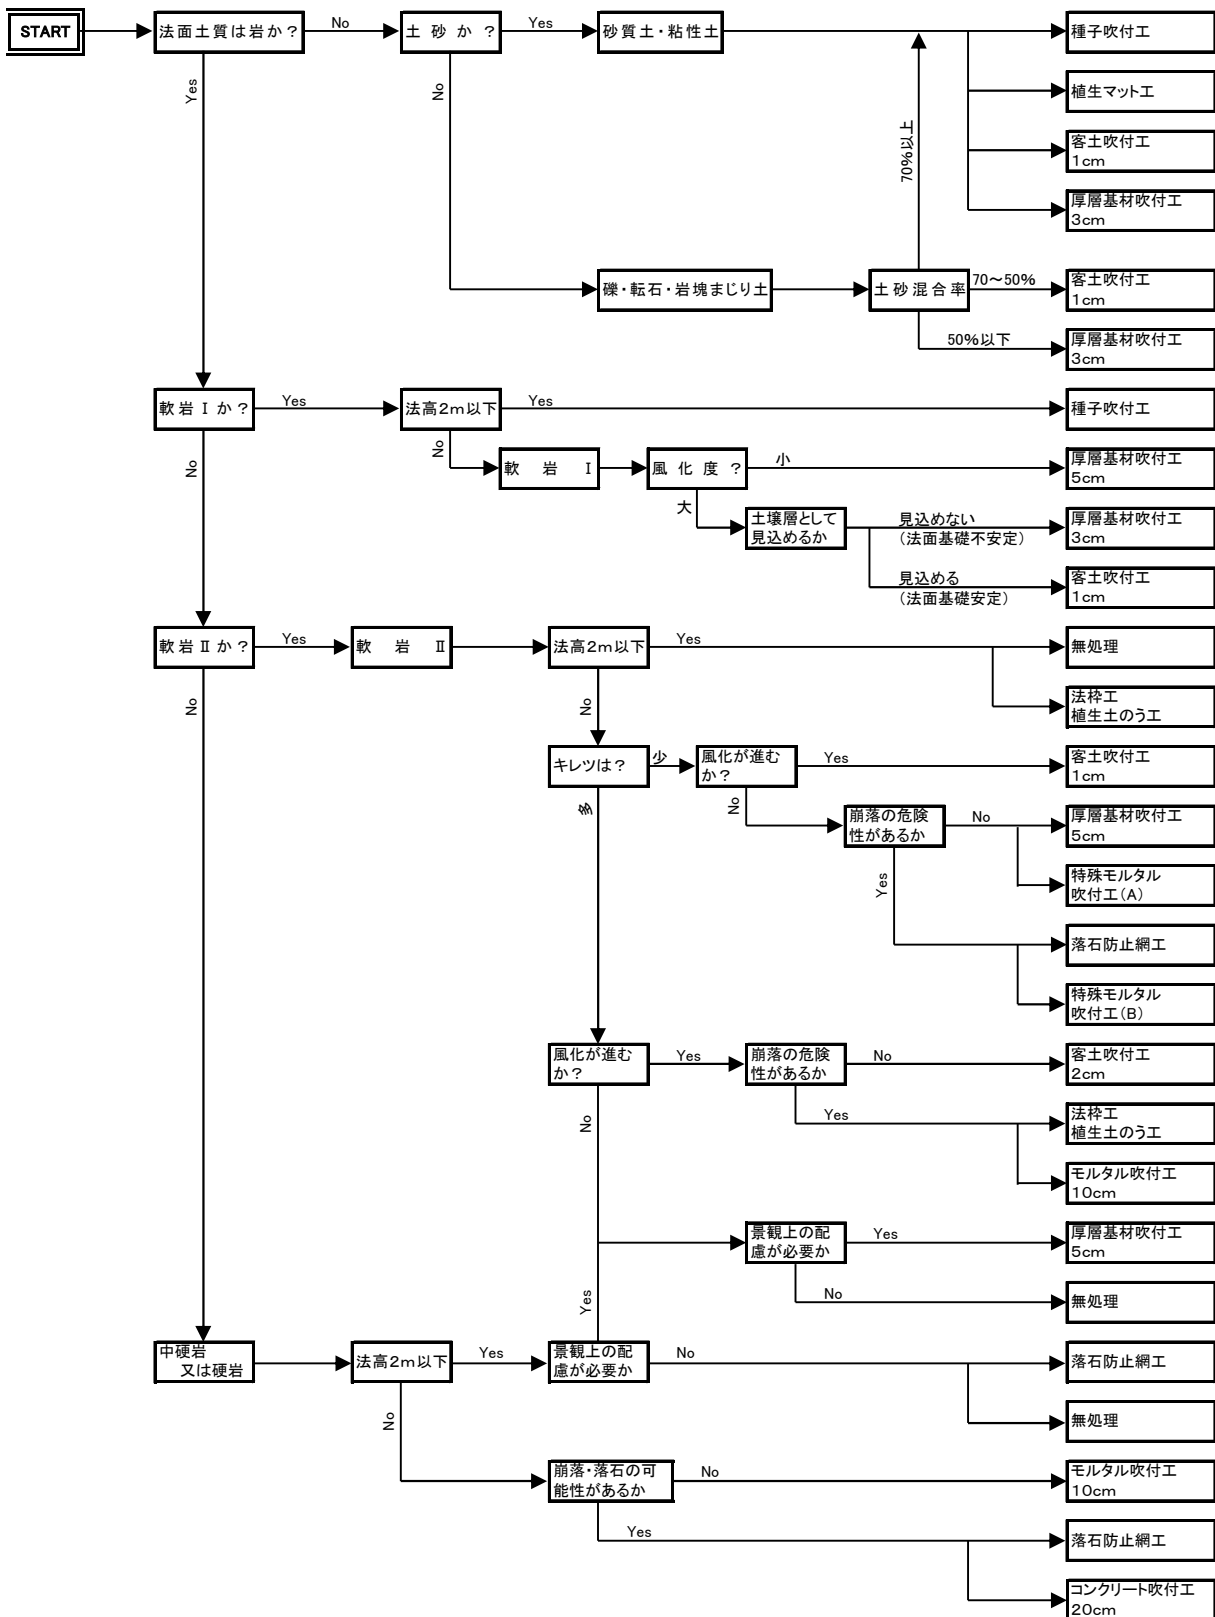 START
法面土質は岩か？
No
土砂か？
Yes
砂質土・粘性土
種子吹付工
Yes
No
70%以上
植生マット工
客土吹付工
1cm
厚層基材吹付工
3cm
礫・転石・岩塊まじり土
土砂混合率
70～50%
客土吹付工
1cm
50%以下
厚層基材吹付工
3cm
軟岩Ⅰか？
Yes
法高2m以下
Yes
種子吹付工
No
No
軟岩Ⅰ
風化度？
小
厚層基材吹付工
5cm
大
土壌層として
見込めるか
見込めない
（法面基礎不安定）
厚層基材吹付工
3cm
見込める
（法面基礎安定）
客土吹付工
1cm
軟岩Ⅱか？
Yes
軟岩Ⅱ
法高2m以下
Yes
無処理
No
No
法枠工
植生土のう工
キレツは？
少
風化が進む
か？
Yes
客土吹付工
1cm
多
No
崩落の危険
性があるか
No
厚層基材吹付工
5cm
Yes
特殊モルタル
吹付工（A）
落石防止網工
特殊モルタル
吹付工（B）
風化が進む
か？
Yes
崩落の危険
性があるか
No
客土吹付工
2cm
No
Yes
法枠工
植生土のう工
モルタル吹付工
10cm
景観上の配
慮が必要か
Yes
厚層基材吹付工
5cm
Yes
No
無処理
中硬岩
又は硬岩
法高2m以下
Yes
景観上の配
慮が必要か
No
落石防止網工
No
無処理
崩落・落石の可
能性があるか
No
モルタル吹付工
10cm
Yes
落石防止網工
コンクリート吹付工
20cm